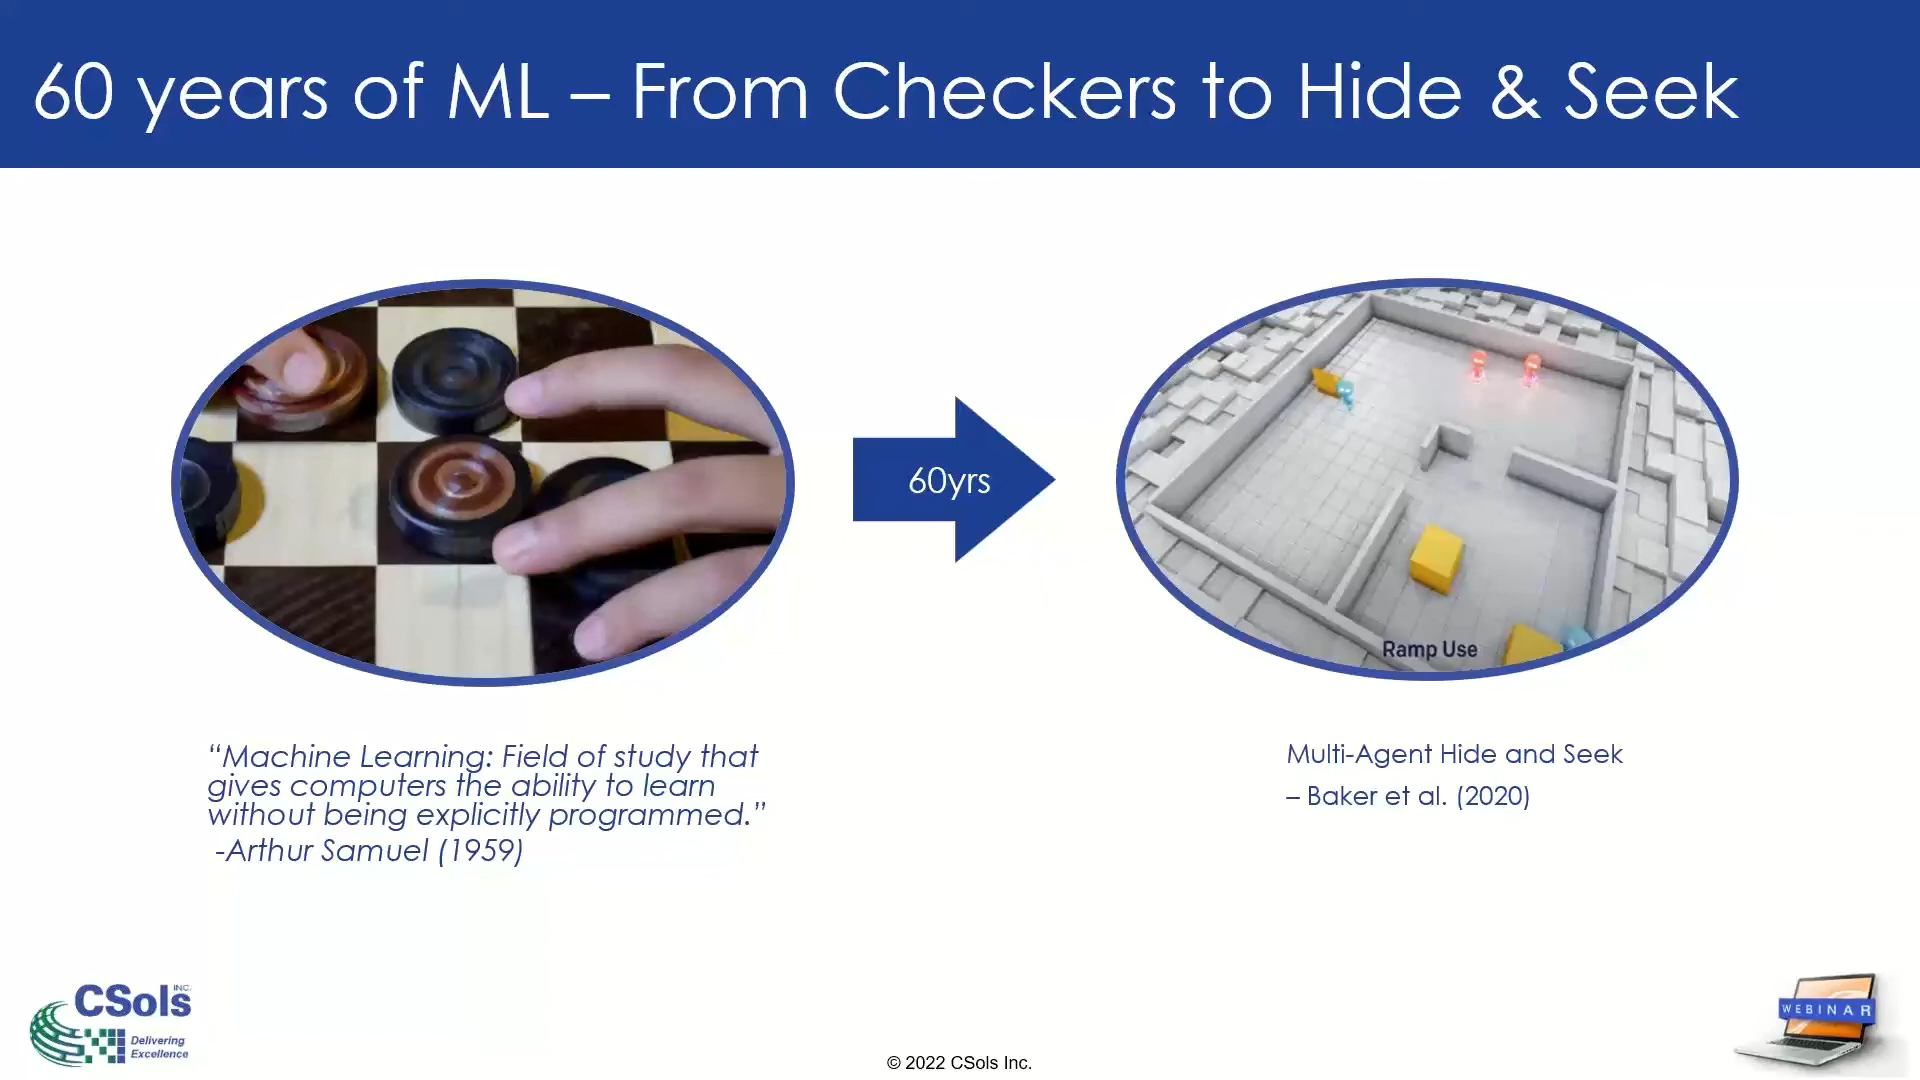 60 years of ML – From Checkers to Hide & Seek
60yrs
Ramp Use
“Machine Learning: Field of study that
gives computers the ability to learn
without being explicitly programmed.”
-Arthur Samuel (1959)
Multi-Agent Hide and Seek
– Baker et al. (2020)
CSols INC.
Delivering
Excellence
© 2022 CSols Inc.
WEBINAR